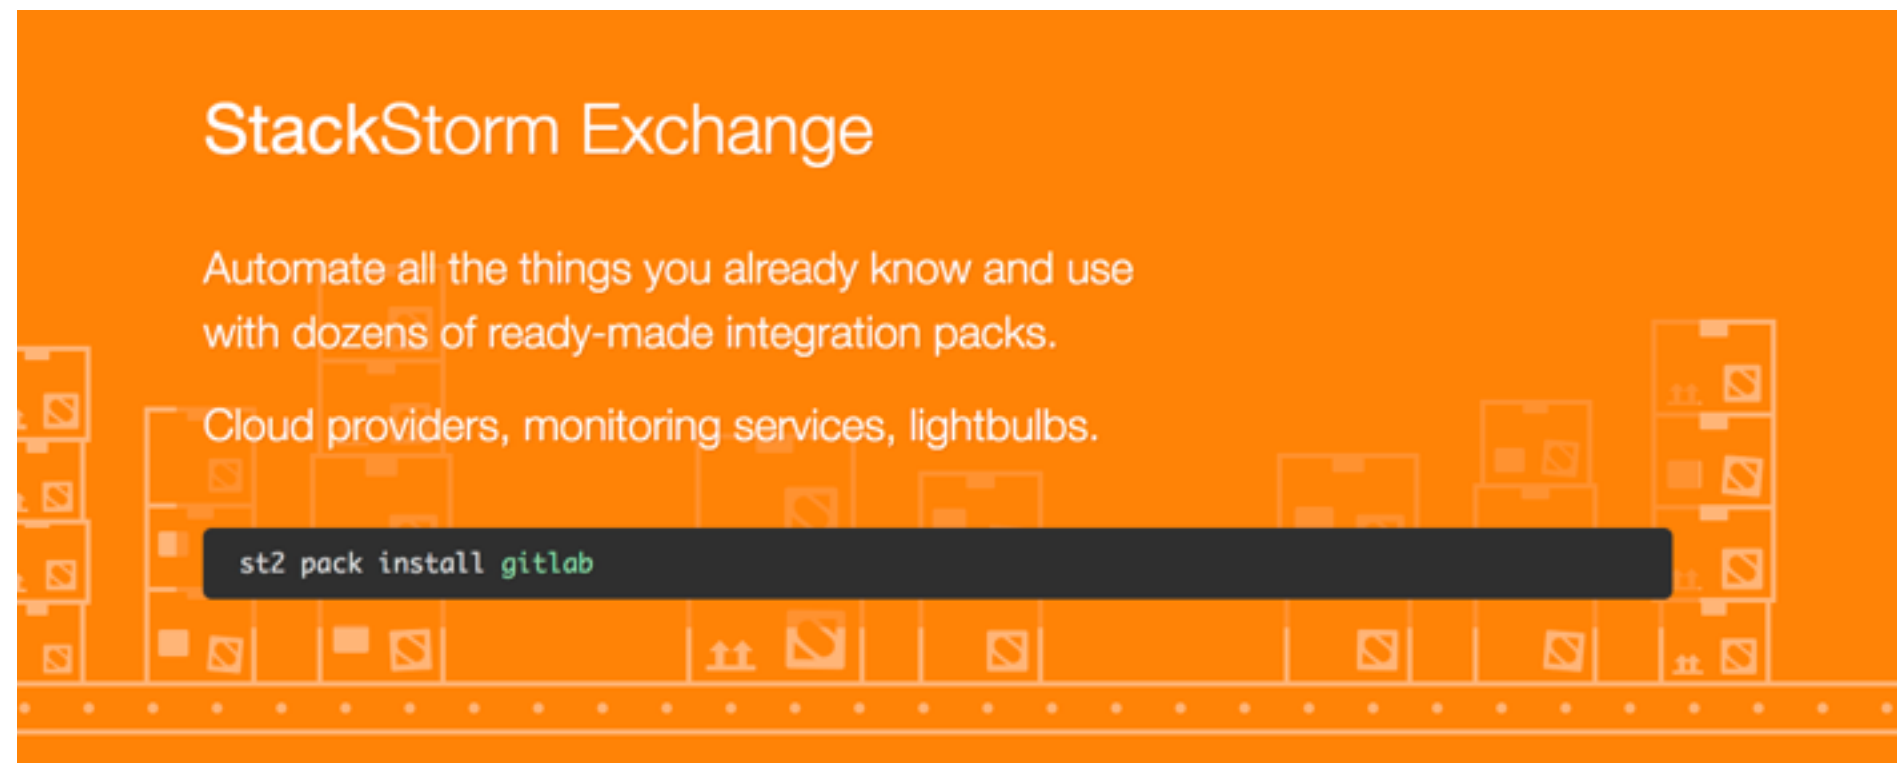 StackStorm Exchange
Automate all the things you already know and use
with dozens of ready-made integration packs.
Cloud providers, monitoring services, lightbulbs.
st2 pack install gitlab